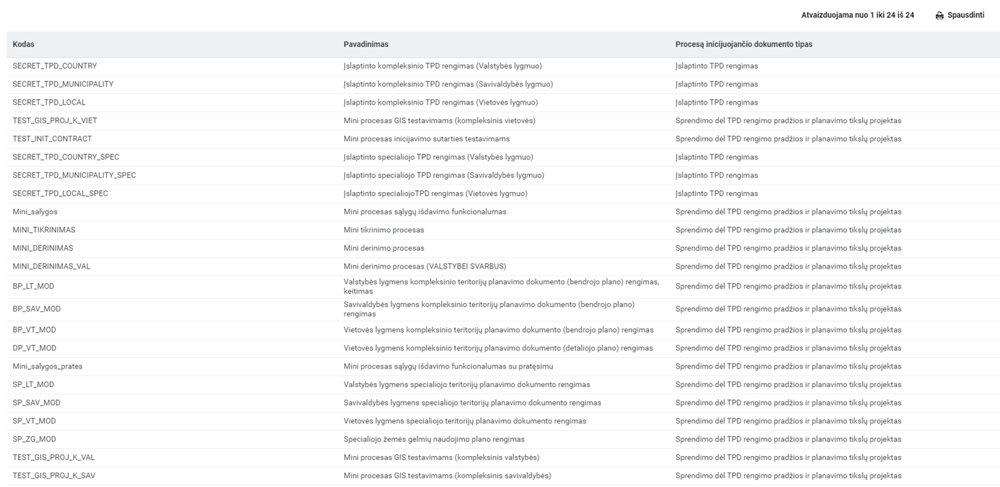 Atvaizduojama nuo 1 iki 24 iš 24 Spausdinti
Kodas Pavadinimas Procesą inicijuojančio dokumento tipas
SECRET_TPD_COUNTRY Įslaptinto kompleksinio TPD rengimas (Valstybės lygmuo) Įslaptinto TPD rengimas
SECRET_TPD_MUNICIPALITY Įslaptinto kompleksinio TPD rengimas (Savivaldybės lygmuo) Įslaptinto TPD rengimas
SECRET_TPD_LOCAL Įslaptinto kompleksinio TPD rengimas (Vietovės lygmuo) Įslaptinto TPD rengimas
TEST_GIS_PROJ_K_VIET Mini procesas GIS testavimams (kompleksinis vietovės) Sprendimo dėl TPD rengimo pradžios ir planavimo tikslų projektas
TEST_INIT_CONTRACT Mini procesas inicijavimo sutarties testavimams Sprendimo dėl TPD rengimo pradžios ir planavimo tikslų projektas
SECRET_TPD_COUNTRY_SPEC Įslaptinto specialiojo TPD rengimas (Valstybės lygmuo) Įslaptinto TPD rengimas
SECRET_TPD_MUNICIPALITY_SPEC Įslaptinto specialiojo TPD rengimas (Savivaldybės lygmuo) Įslaptinto TPD rengimas
SECRET_TPD_LOCAL_SPEC Įslaptinto specialiojoTPD rengimas (Vietovės lygmuo) Įslaptinto TPD rengimas
Mini_salygos Mini procesas sąlygų išdavimo funkcionalumas Sprendimo dėl TPD rengimo pradžios ir planavimo tikslų projektas
MINI_TIKRINIMAS Mini tikrinimo procesas Sprendimo dėl TPD rengimo pradžios ir planavimo tikslų projektas
MINI_DERINIMAS Mini derinimo procesas Sprendimo dėl TPD rengimo pradžios ir planavimo tikslų projektas
MINI_DERINIMAS_VAL Mini derinimo procesas (VALSTYBEI SVARBUS) Sprendimo dėl TPD rengimo pradžios ir planavimo tikslų projektas
BP_LT_MOD Valstybės lygmens kompleksinio teritorijų planavimo dokumento (bendrojo plano) rengimas, Sprendimo dėl TPD rengimo pradžios ir planavimo tikslų projektas
keitimas
BP_SAV_MOD Savivaldybės lygmens kompleksinio teritorijų planavimo dokumento (bendrojo plano) Sprendimo dėl TPD rengimo pradžios ir planavimo tikslų projektas
rengimas
BP_VT_MOD Vietovės lygmens kompleksinio teritorijų planavimo dokumento (bendrojo plano) rengimas Sprendimo dėl TPD rengimo pradžios ir planavimo tikslų projektas
DP_VT_MOD Vietovės lygmens kompleksinio teritorijų planavimo dokumento (detaliojo plano) rengimas Sprendimo dėl TPD rengimo pradžios ir planavimo tikslų projektas
Mini_salygos_prates Mini procesas sąlygų išdavimo funkcionalumas su pratęsimu Sprendimo dėl TPD rengimo pradžios ir planavimo tikslų projektas
SP_LT_MOD Valstybės lygmens specialiojo teritorijų planavimo dokumento rengimas Sprendimo dėl TPD rengimo pradžios ir planavimo tikslų projektas
SP_SAV_MOD Savivaldybės lygmens specialiojo teritorijų planavimo dokumento rengimas Sprendimo dėl TPD rengimo pradžios ir planavimo tikslų projektas
SP_VT_MOD Vietovės lygmens specialiojo teritorijų planavimo dokumento rengimas Sprendimo dėl TPD rengimo pradžios ir planavimo tikslų projektas
SP_ZG_MOD Specialiojo žemės gelmių naudojimo plano rengimas Sprendimo dėl TPD rengimo pradžios ir planavimo tikslų projektas
TEST_GIS_PROJ_K_VAL Mini procesas GIS testavimams (kompleksinis valstybės) Sprendimo dėl TPD rengimo pradžios ir planavimo tikslų projektas
TEST_GIS_PROJ_K_SAV Mini procesas GIS testavimams (kompleksinis savivaldybės) Sprendimo dėl TPD rengimo pradžios ir planavimo tikslų projektas